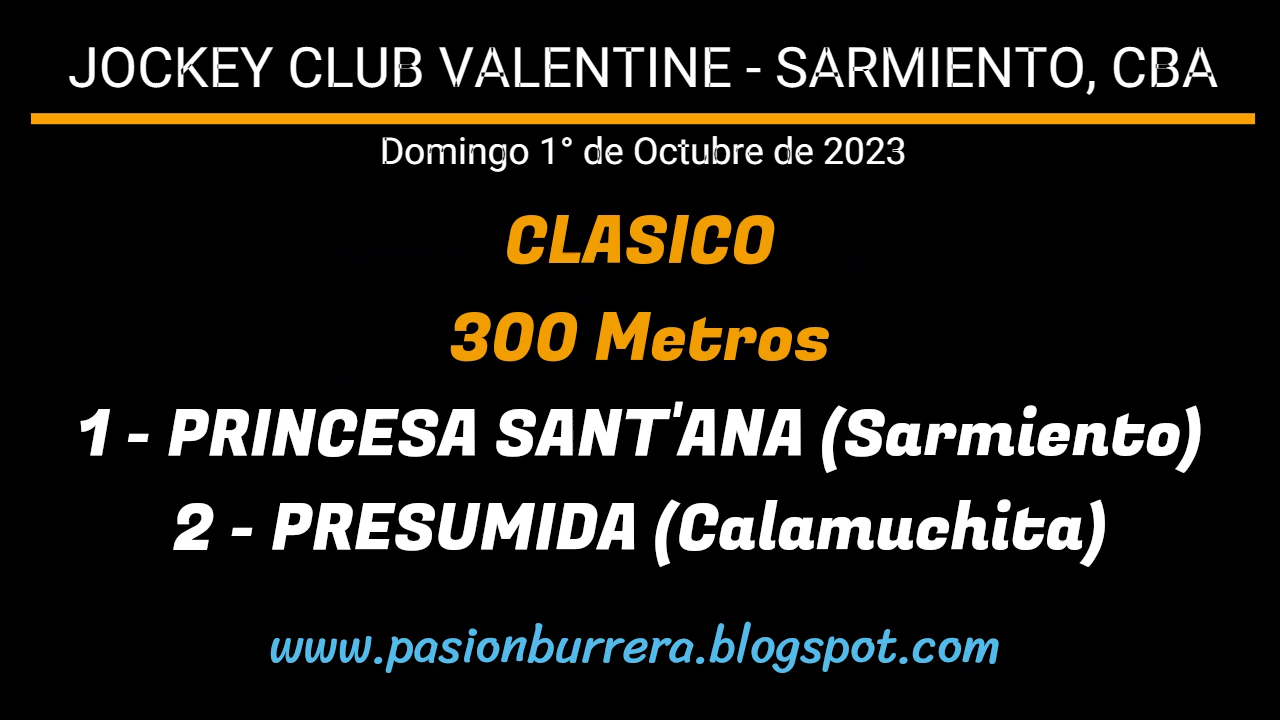 JOCKEY CLUB VALENTINE - SARMIENTO, CBA
Domingo 1° de Octubre de 2023
CLASICO
300 Metros
1 - PRINCESA SANT'ANA (Sarmiento)
2 - PRESUMIDA (Calamuchita)
www.pasionburrera.blogspot.com